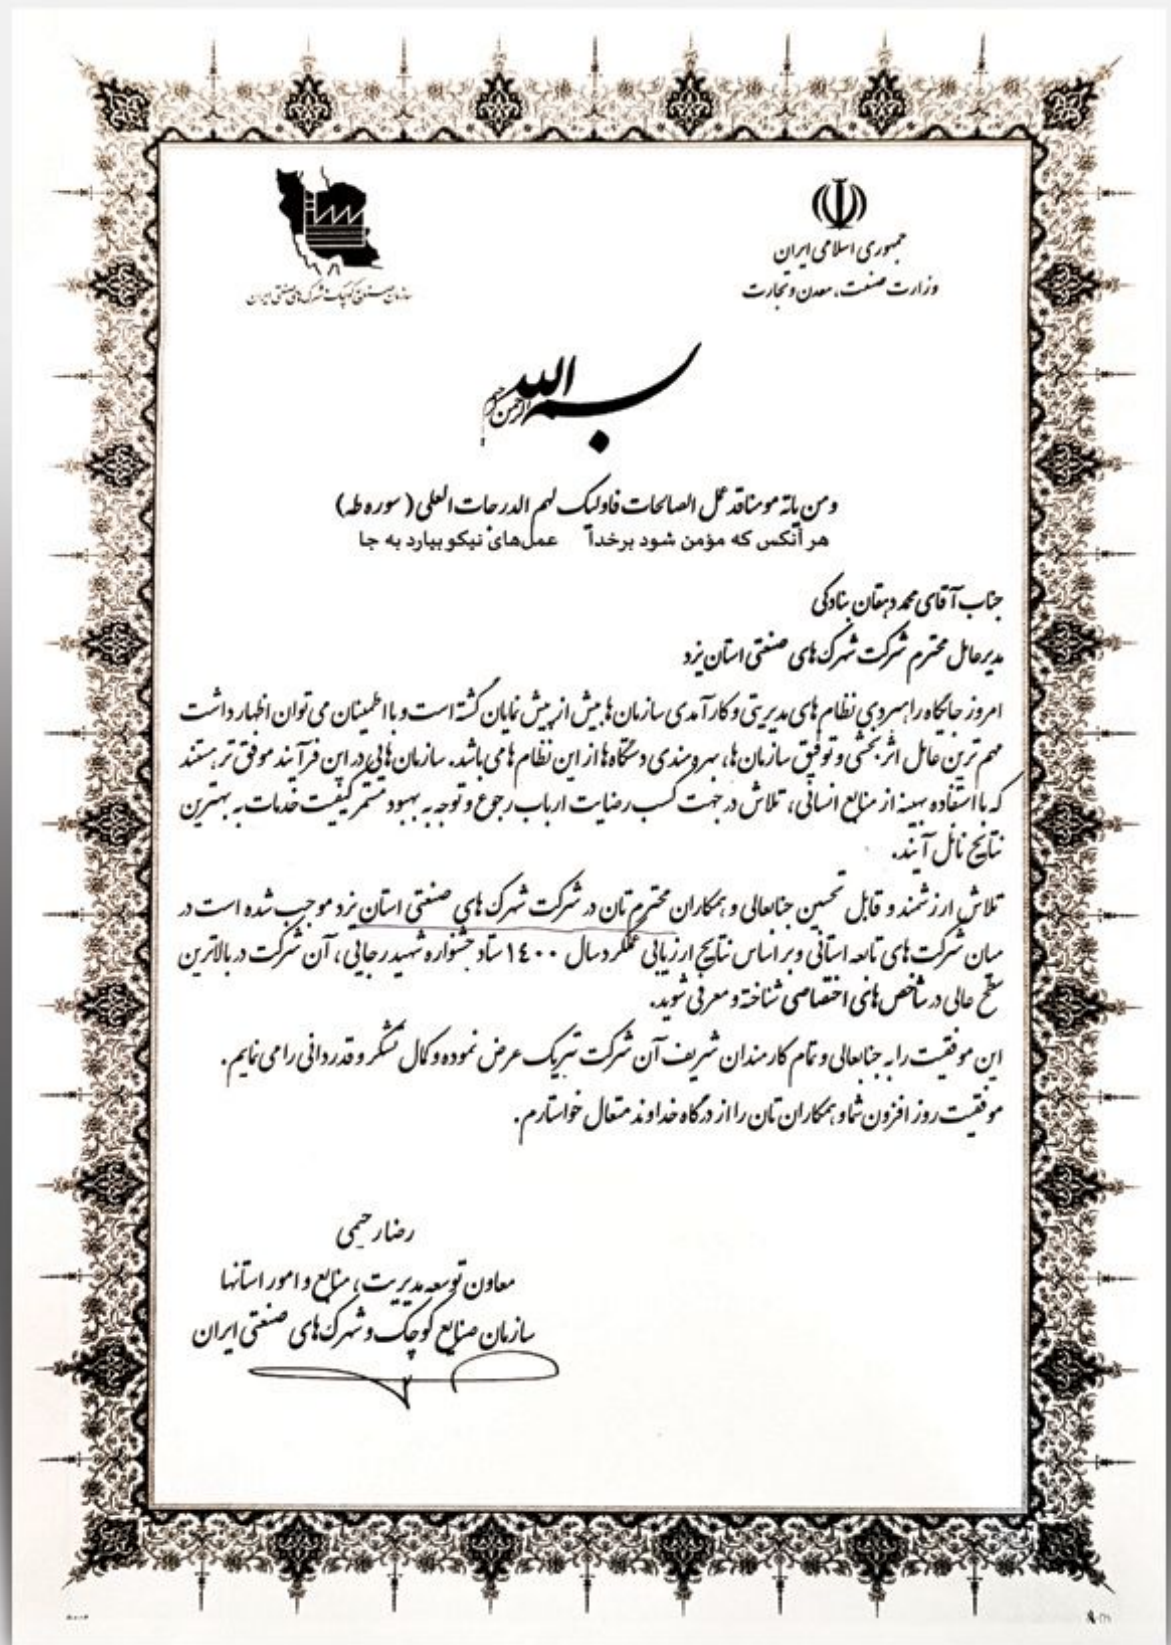 جمهوری اسلامی ایران
وزارت صنعت، معدن و تجارت
سازمان صنایع کوچک و شهرک های صنعتی ایران
بسم الله الرحمن الرحیم
ومن یاته مومنا قد عمل الصالحات فاولیک لهم الدرجات العلی (سوره طه)
هر آنکس که مؤمن شود بر خدا عمل‌های نیکو بیارد به جا
جناب آقای محمد دهقان بنادکی
مدیرعامل محترم شرکت شهرک های صنعتی استان یزد
امروز جایگاه راهبردی نظام های مدیریتی و کارآمدی سازمان ها بیش از پیش نمایان گشته است و با اطمینان می توان اظهار داشت
مهم ترین عامل اثربخشی و توفیق سازمان ها، بهره مندی دستگاه ها از این نظام ها می باشد. سازمان هایی در این فرآیند موفق تر هستند
که با استفاده بهینه از منابع انسانی، تلاش در جهت کسب رضایت ارباب رجوع و توجه به بهبود مستمر کیفیت خدمات به بهترین
نتایج نائل آیند.
تلاش ارزشمند و قابل تحسین جنابعالی و همکاران محترم تان در شرکت شهرک های صنعتی استان یزد موجب شده است در
میان شرکت های تابعه استانی و بر اساس نتایج ارزیابی عملکرد سال ۱۴۰۰ ستاد جشنواره شهید رجایی، آن شرکت در بالاترین
سطح عالی در شاخص های اختصاصی شناخته و معرفی شوید.
این موفقیت را به جنابعالی و تمام کارمندان شریف آن شرکت تبریک عرض نموده و کمال تشکر و قدردانی را می نمایم.
موفقیت روز افزون شما و همکاران تان را از درگاه خداوند متعال خواستارم.
رضا رحیمی
معاون توسعه مدیریت، منابع و امور استانها
سازمان صنایع کوچک و شهرک های صنعتی ایران